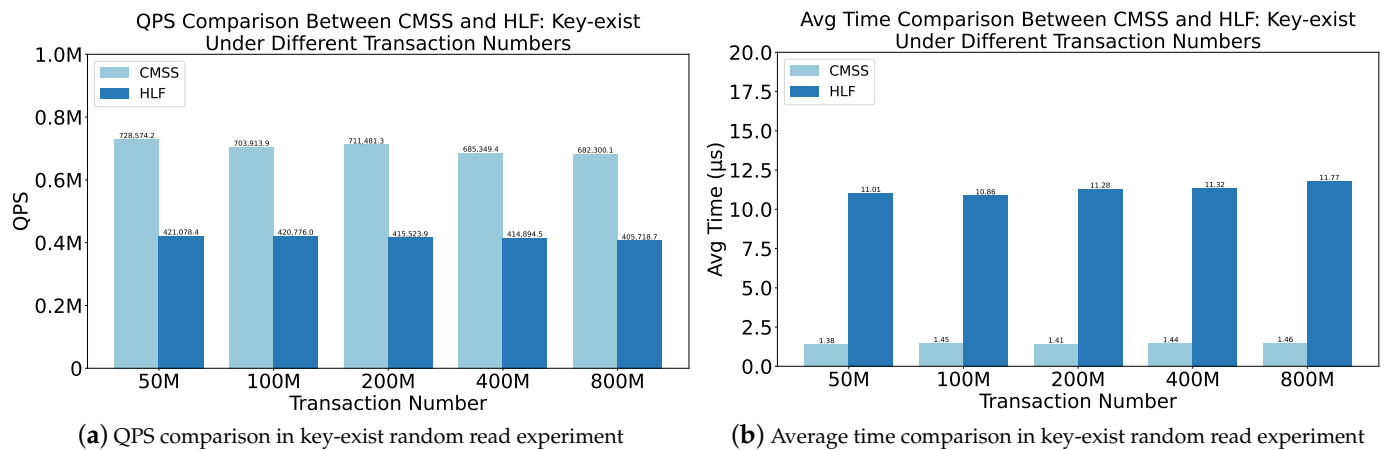 QPS Comparison Between CMSS and HLF: Key-exist
Under Different Transaction Numbers
1.0M
0.8M
0.6M
0.4M
0.2M
0
QPS
CMSS
HLF
728,574.2
421,078.4
703,913.9
420,776.0
711,481.3
415,523.9
685,349.4
414,894.5
682,300.1
405,718.7
50M
100M
200M
400M
800M
Transaction Number
(a) QPS comparison in key-exist random read experiment
Avg Time Comparison Between CMSS and HLF: Key-exist
Under Different Transaction Numbers
20.0
17.5
15.0
12.5
10.0
7.5
5.0
2.5
0.0
Avg Time (μs)
CMSS
HLF
1.38
11.01
1.45
10.86
1.41
11.28
1.44
11.32
1.46
11.77
50M
100M
200M
400M
800M
Transaction Number
(b) Average time comparison in key-exist random read experiment